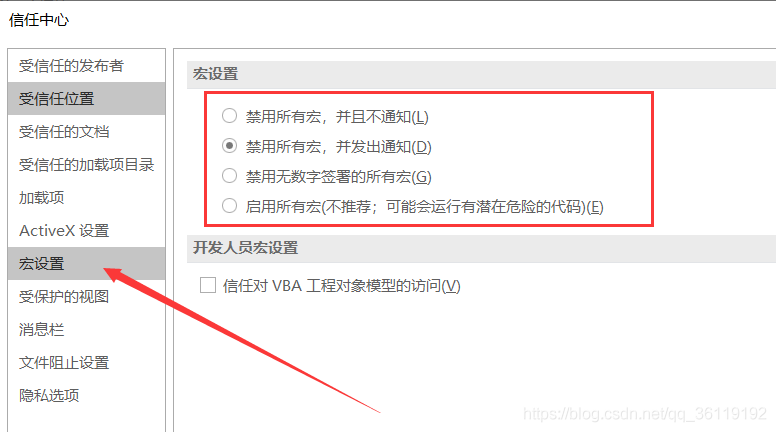 信任中心
受信任的发布者
受信任位置
受信任的文档
受信任的加载项目录
加载项
ActiveX 设置
宏设置
受保护的视图
消息栏
文件阻止设置
隐私选项
宏设置
禁用所有宏，并且不通知(L)
禁用所有宏，并发出通知(D)
禁用无数字签署的所有宏(G)
启用所有宏(不推荐；可能会运行有潜在危险的代码)(E)
开发人员宏设置
信任对 VBA 工程对象模型的访问(V)
https://blog.csdn.net/qq_36119192